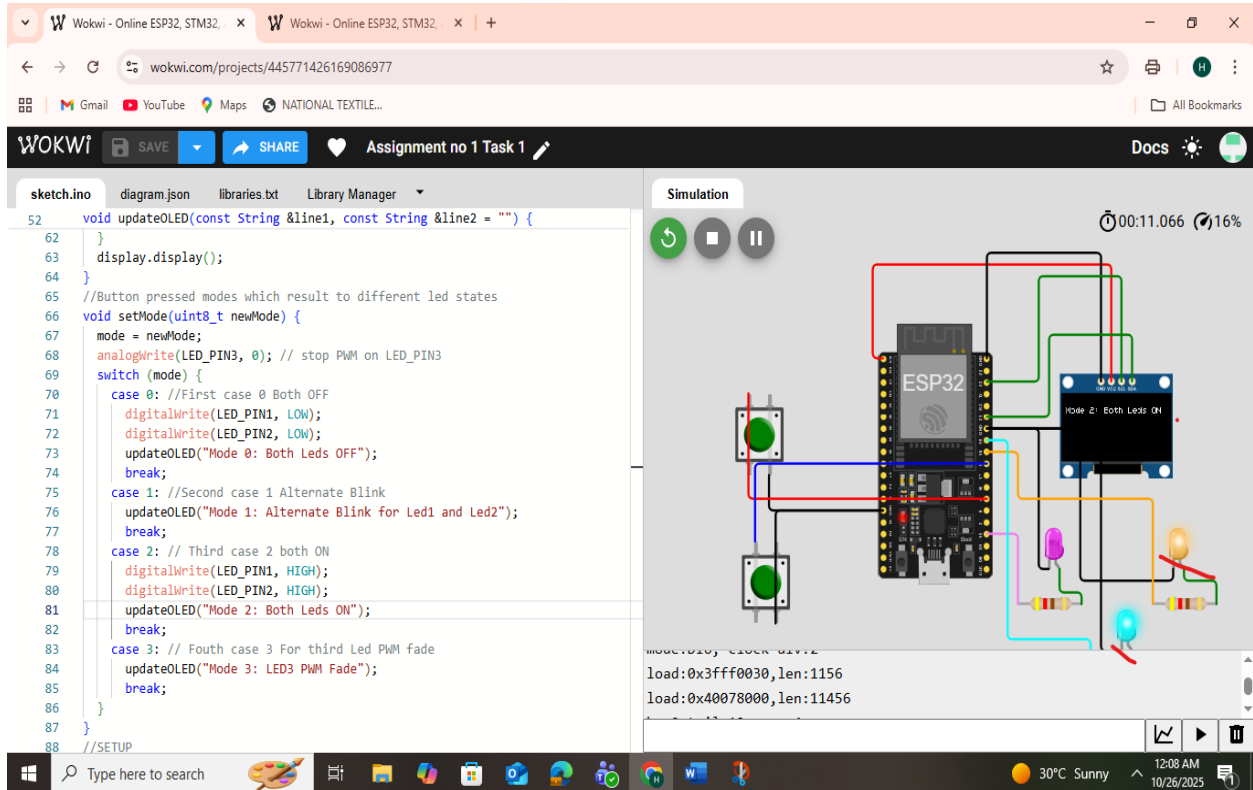 Wokwi - Online ESP32, STM32,
Wokwi - Online ESP32, STM32,
wokwi.com/projects/445771426169086977
H
Gmail
YouTube
Maps
NATIONAL TEXTILE...
All Bookmarks
WOKWi
SAVE
SHARE
Assignment no 1 Task 1
Docs
sketch.ino
diagram.json
libraries.txt
Library Manager
Simulation
00:11.066
16%
52 void updateOLED(const String &line1, const String &line2 = "") {
62 }
63 display.display();
64 }
65 //Button pressed modes which result to different led states
66 void setMode(uint8_t newMode) {
67 mode = newMode;
68 analogWrite(LED_PIN3, 0); // stop PWM on LED_PIN3
69 switch (mode) {
70 case 0: //First case 0 Both OFF
71 digitalWrite(LED_PIN1, LOW);
72 digitalWrite(LED_PIN2, LOW);
73 updateOLED("Mode 0: Both Leds OFF");
74 break;
75 case 1: //Second case 1 Alternate Blink
76 updateOLED("Mode 1: Alternate Blink for Led1 and Led2");
77 break;
78 case 2: // Third case 2 both ON
79 digitalWrite(LED_PIN1, HIGH);
80 digitalWrite(LED_PIN2, HIGH);
81 updateOLED("Mode 2: Both Leds ON");
82 break;
83 case 3: // Fouth case 3 For third Led PWM fade
84 updateOLED("Mode 3: LED3 PWM Fade");
85 break;
86 }
87 }
88 //SETUP
ESP32
EN
Boot
GND VCC SCL SDA
Mode 2: Both Leds ON
load:0x3fff0030,len:1156
load:0x40078000,len:11456
Type here to search
30°C Sunny
12:08 AM
10/26/2025
1